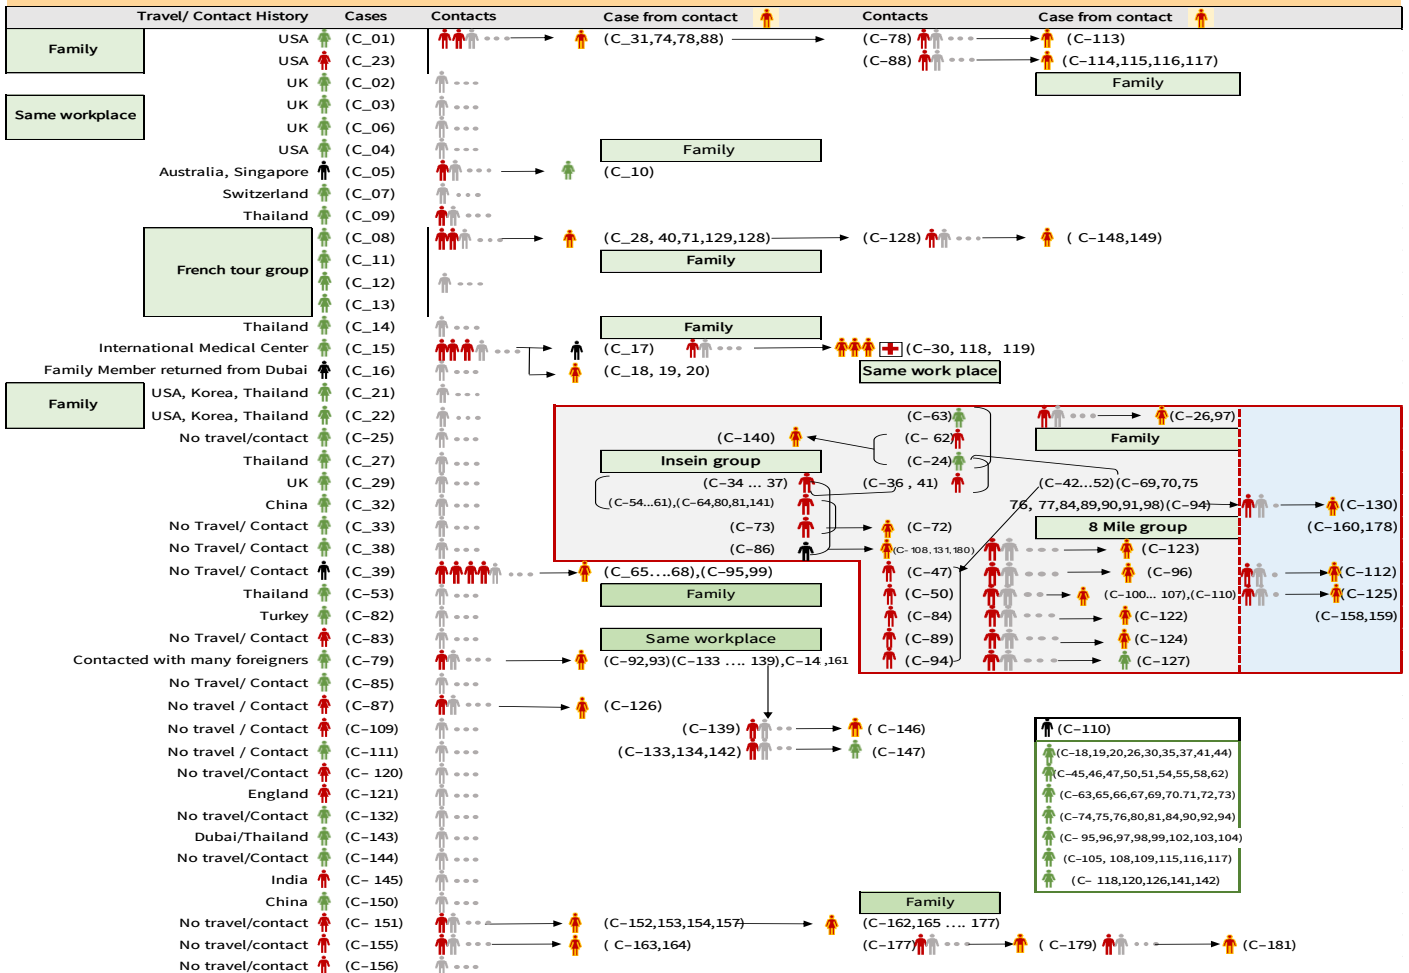 Travel/ Contact History Cases Contacts Case from contact Contacts Case from contact
Family
USA (C_01) (C_31,74,78,88) (C-78) (C-113)
USA (C_23) (C-88) (C-114,115,116,117)
UK (C_02) Family
Same workplace
UK (C_03)
UK (C_06)
USA (C_04) Family
Australia, Singapore (C_05) (C_10)
Switzerland (C_07)
Thailand (C_09)
French tour group
(C_08) (C_28, 40,71,129,128) (C-128) ( C-148,149)
(C_11) Family
(C_12)
(C_13)
Thailand (C_14) Family
International Medical Center (C_15) (C_17) (C-30, 118, 119)
Family Member returned from Dubai (C_16) (C_18, 19, 20) Same work place
Family
USA, Korea, Thailand (C_21)
USA, Korea, Thailand (C_22) (C-63) (C-26,97)
No travel/contact (C-25) (C-140) (C- 62) Family
Thailand (C_27) Insein group (C-24)
UK (C_29) (C-34 ... 37) (C-36 , 41) (C-42...52)(C-69,70,75
China (C_32) (C-54...61),(C-64,80,81,141) 76, 77,84,89,90,91,98)(C-94) (C-130)
No Travel/ Contact (C_33) (C-73) (C-72) 8 Mile group (C-160,178)
No Travel/ Contact (C_38) (C-86) (C- 108,131,180) (C-123)
No Travel/ Contact (C_39) (C_65....68),(C-95,99) (C-47) (C-96) (C-112)
Thailand (C-53) Family (C-50) (C-100... 107),(C-110) (C-125)
Turkey (C-82) (C-84) (C-122) (C-158,159)
No Travel/ Contact (C-83) Same workplace (C-89) (C-124)
Contacted with many foreigners (C-79) (C-92,93)(C-133 .... 139),C-14 ,161 (C-94) (C-127)
No Travel/ Contact (C-85)
No travel / Contact (C-87) (C-126)
No travel / Contact (C-109) (C-139) ( C-146) (C-110)
No travel / Contact (C-111) (C-133,134,142) (C-147) (C-18,19,20,26,30,35,37,41,44)
No travel/Contact (C- 120) (C-45,46,47,50,51,54,55,58,62)
England (C-121) (C-63,65,66,67,69,70.71,72,73)
No travel/Contact (C-132) (C-74,75,76,80,81,84,90,92,94)
Dubai/Thailand (C-143) (C- 95,96,97,98,99,102,103,104)
No travel/Contact (C-144) (C-105, 108,109,115,116,117)
India (C- 145) (C- 118,120,126,141,142)
China (C-150) Family
No travel/contact (C- 151) (C-152,153,154,157) (C-162,165 .... 177)
No travel/contact (C-155) ( C-163,164) (C-177) ( C-179) (C-181)
No travel/contact (C-156)